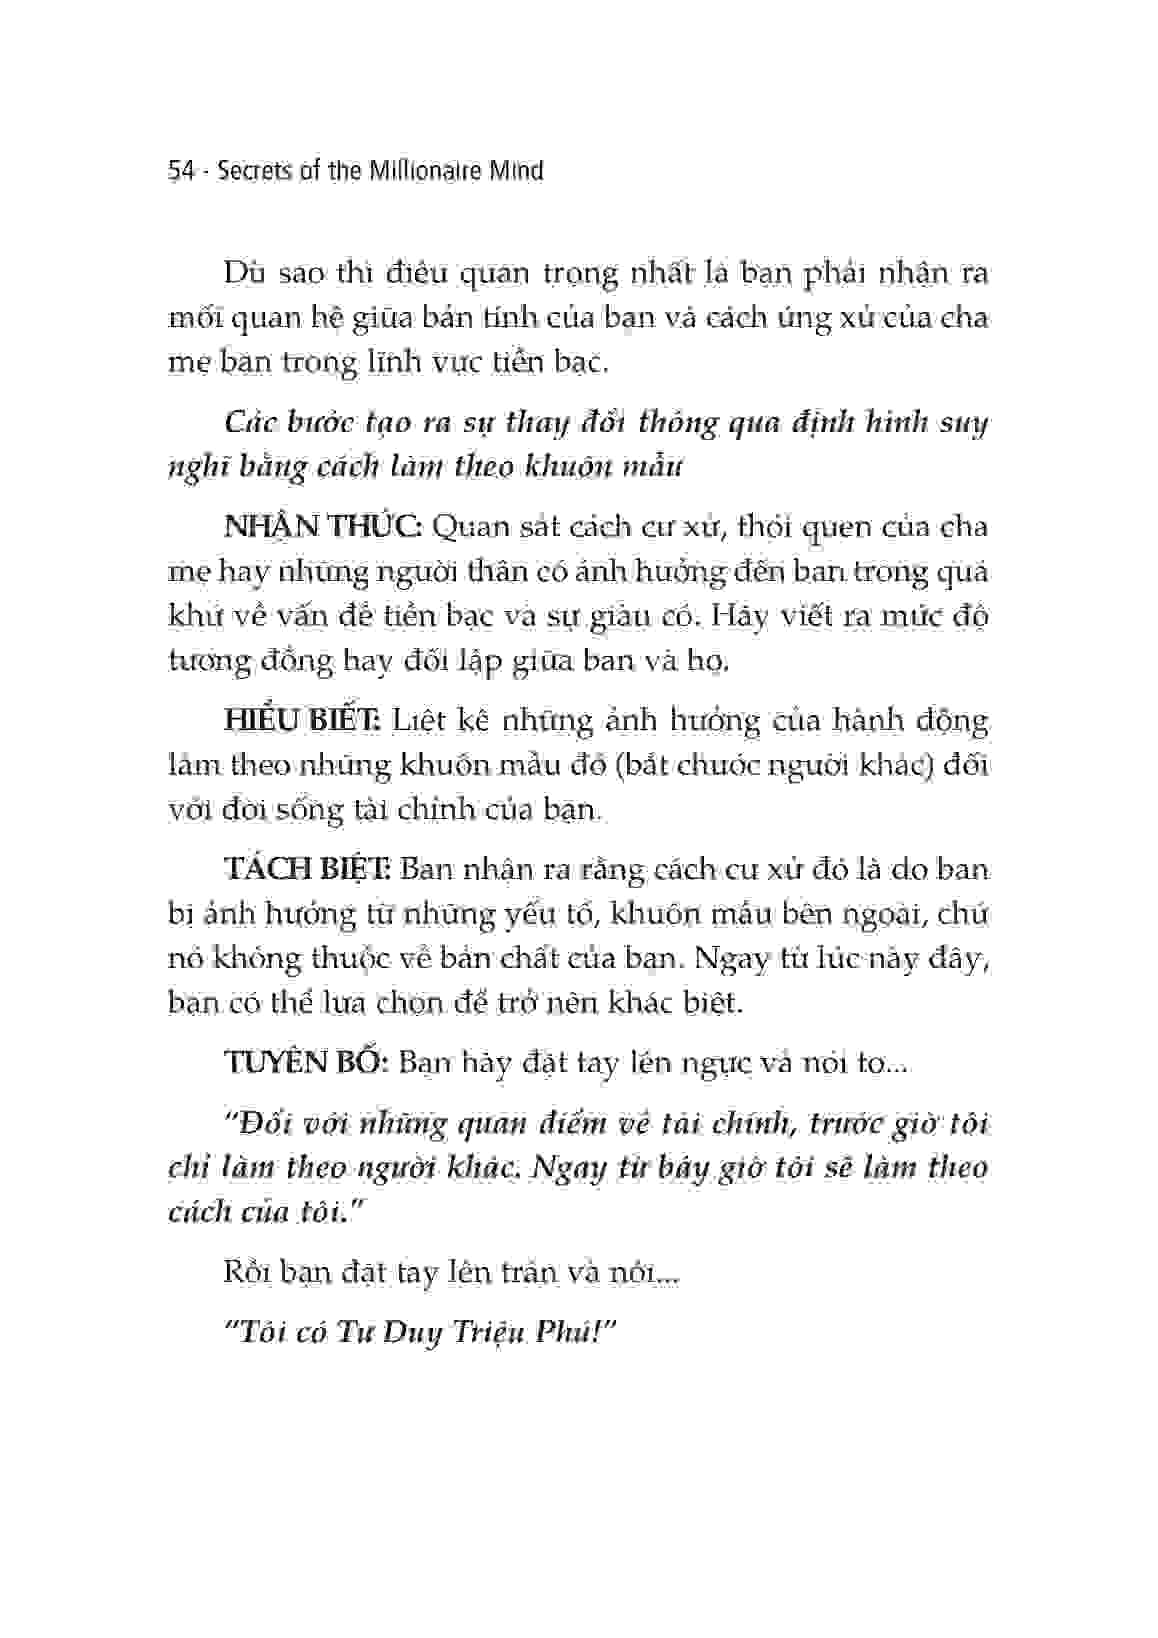 54 - Secrets of the Millionaire Mind
Dù sao thì điều quan trọng nhất là bạn phải nhận ra
mối quan hệ giữa bản tính của bạn và cách ứng xử của cha
mẹ bạn trong lĩnh vực tiền bạc.
Các bước tạo ra sự thay đổi thông qua định hình suy
nghĩ bằng cách làm theo khuôn mẫu
NHẬN THỨC: Quan sát cách cư xử, thói quen của cha
mẹ hay những người thân có ảnh hưởng đến bạn trong quá
khứ về vấn đề tiền bạc và sự giàu có. Hãy viết ra mức độ
tương đồng hay đối lập giữa bạn và họ.
HIỂU BIẾT: Liệt kê những ảnh hưởng của hành động
làm theo những khuôn mẫu đó (bắt chước người khác) đối
với đời sống tài chính của bạn.
TÁCH BIỆT: Bạn nhận ra rằng cách cư xử đó là do bạn
bị ảnh hưởng từ những yếu tố, khuôn mẫu bên ngoài, chứ
nó không thuộc về bản chất của bạn. Ngay từ lúc này đây,
bạn có thể lựa chọn để trở nên khác biệt.
TUYÊN BỐ: Bạn hãy đặt tay lên ngực và nói to...
“Đối với những quan điểm về tài chính, trước giờ tôi
chỉ làm theo người khác. Ngay từ bây giờ tôi sẽ làm theo
cách của tôi.”
Rồi bạn đặt tay lên trán và nói...
“Tôi có Tư Duy Triệu Phú!”